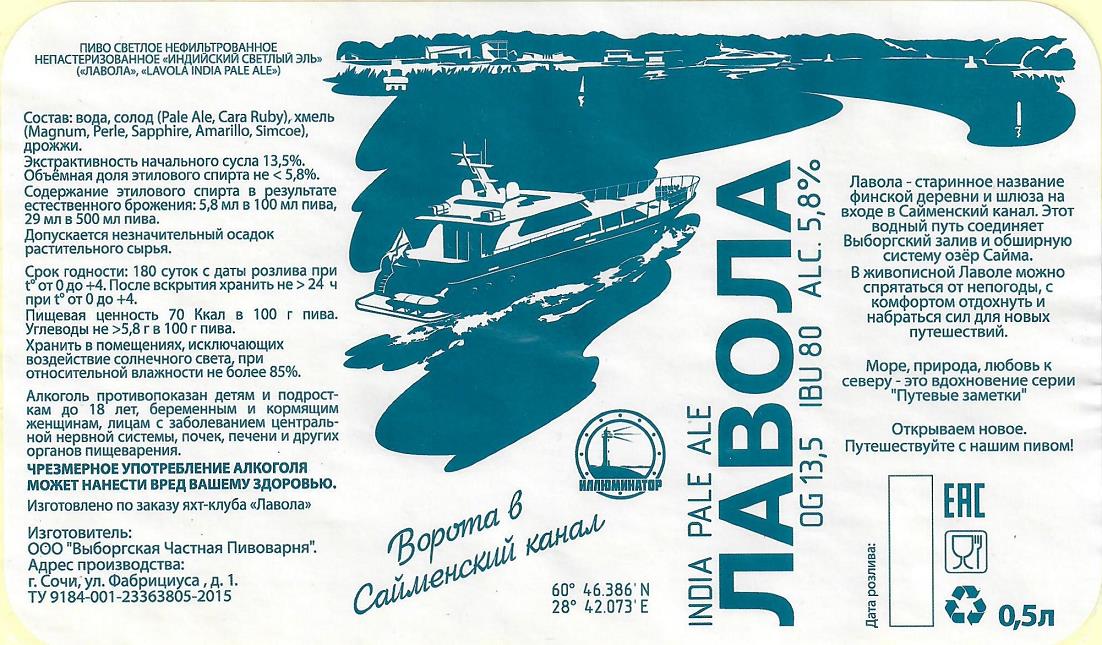 ПИВО СВЕТЛОЕ НЕФИЛЬТРОВАННОЕ
НЕПАСТЕРИЗОВАННОЕ «ИНДИЙСКИЙ СВЕТЛЫЙ ЭЛЬ»
(«ЛАВОЛА», «LAVOLA INDIA PALE ALE»)
Состав: вода, солод (Pale Ale, Cara Ruby), хмель
(Magnum, Perle, Sapphire, Amarillo, Simcoe),
дрожжи.
Экстрактивность начального сусла 13,5%.
Объёмная доля этилового спирта не < 5,8%.
Содержание этилового спирта в результате
естественного брожения: 5,8 мл в 100 мл пива,
29 мл в 500 мл пива.
Допускается незначительный осадок
растительного сырья.
Срок годности: 180 суток с даты розлива при
t° от 0 до +4. После вскрытия хранить не > 24 ч
при t° от 0 до +4.
Пищевая ценность 70 Ккал в 100 г пива.
Углеводы не >5,8 г в 100 г пива.
Хранить в помещениях, исключающих
воздействие солнечного света, при
относительной влажности не более 85%.
Алкоголь противопоказан детям и подрост-
кам до 18 лет, беременным и кормящим
женщинам, лицам с заболеванием централь-
ной нервной системы, почек, печени и других
органов пищеварения.
ЧРЕЗМЕРНОЕ УПОТРЕБЛЕНИЕ АЛКОГОЛЯ
МОЖЕТ НАНЕСТИ ВРЕД ВАШЕМУ ЗДОРОВЬЮ.
Изготовлено по заказу яхт-клуба «Лавола»
Изготовитель:
ООО "Выборгская Частная Пивоварня".
Адрес производства:
г. Сочи, ул. Фабрициуса , д. 1.
ТУ 9184-001-23363805-2015
ИЛЛЮМИНАТОР
Ворота в
Сайменский канал
60° 46.386' N
28° 42.073' E
INDIA PALE ALE
ЛАВОЛА
OG 13,5 IBU 80 ALC. 5,8%
Лавола - старинное название
финской деревни и шлюза на
входе в Сайменский канал. Этот
водный путь соединяет
Выборгский залив и обширную
систему озёр Сайма.
В живописной Лаволе можно
спрятаться от непогоды, с
комфортом отдохнуть и
набраться сил для новых
путешествий.
Море, природа, любовь к
северу - это вдохновение серии
"Путевые заметки"
Открываем новое.
Путешествуйте с нашим пивом!
Дата розлива:
ЕАС
0,5л